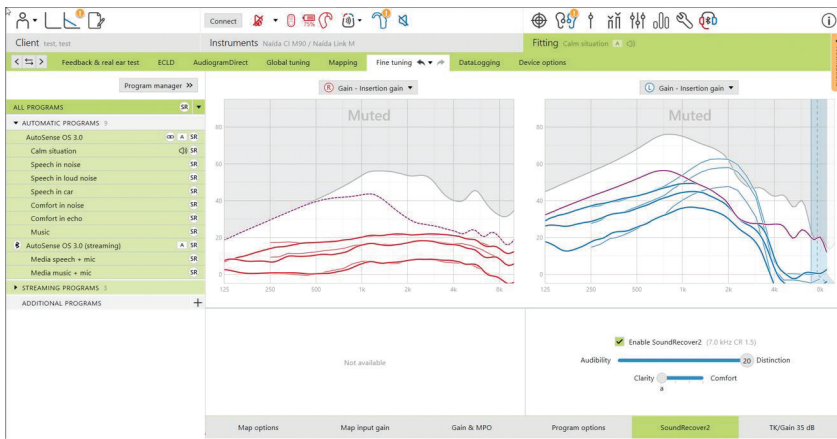 Connect
75%
Client test, test
Instruments Naída CI M90 / Naída Link M
Fitting Calm situation A
Feedback & real ear test ECLD AudiogramDirect Global tuning Mapping Fine tuning DataLogging Device options
Program manager >>
ALL PROGRAMS SR
AUTOMATIC PROGRAMS 9
AutoSense OS 3.0 A SR
Calm situation SR
Speech in noise SR
Speech in loud noise SR
Speech in car SR
Comfort in noise SR
Comfort in echo SR
Music SR
AutoSense OS 3.0 (streaming) A SR
Media speech + mic SR
Media music + mic SR
STREAMING PROGRAMS 3
ADDITIONAL PROGRAMS +
R Gain - Insertion gain
Muted
80
60
40
20
0
125 250 500 1k 2k 4k 8k
L Gain - Insertion gain
Muted
80
60
40
20
0
125 250 500 1k 2k 4k 8k
Not available
Enable SoundRecover2 (7.0 kHz CR 1.5)
Audibility 20 Distinction
Clarity Comfort
a
Map options Map input gain Gain & MPO Program options SoundRecover2 TK/Gain 35 dB